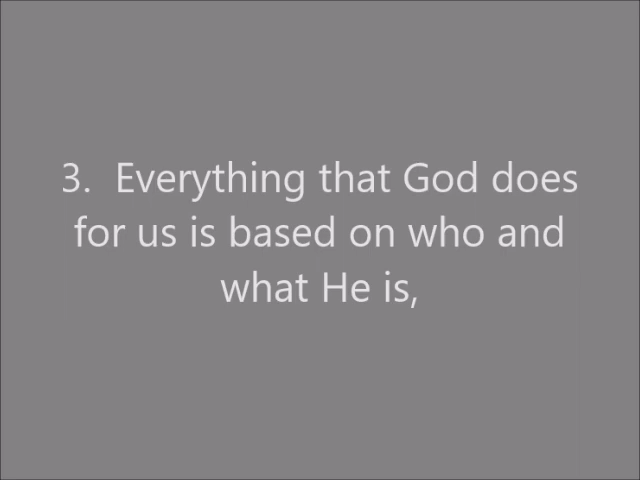 3.  Everything that God does
for us is based on who and
what He is,